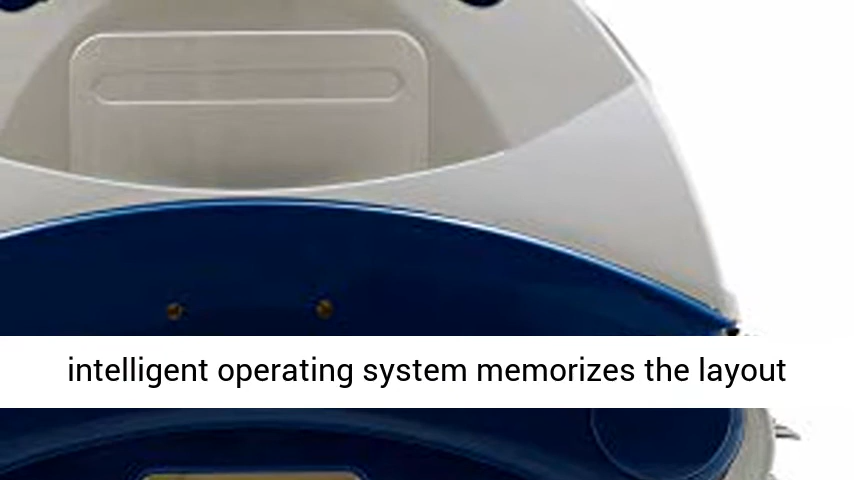 intelligent operating system memorizes the layout